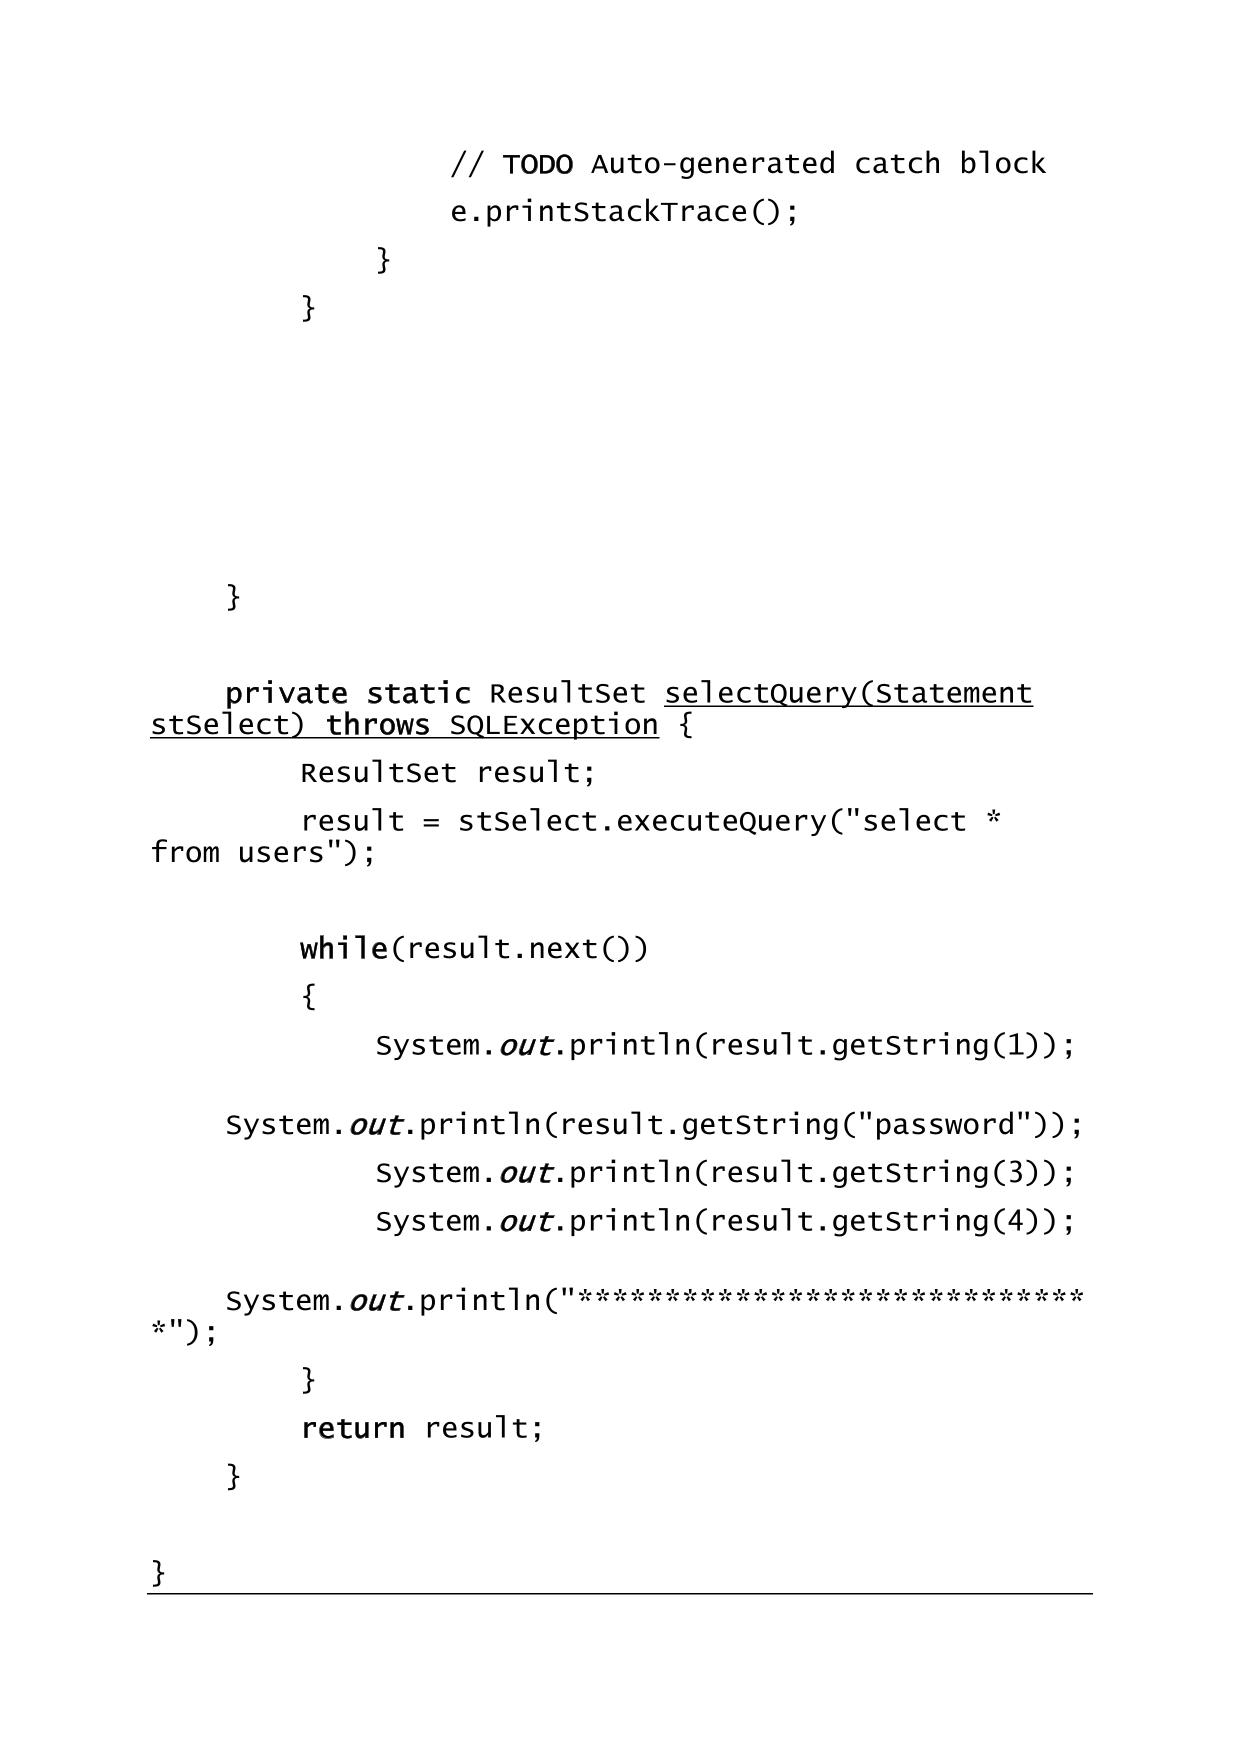 // TODO Auto-generated catch block
e.printStackTrace();
}
}
}
private static ResultSet selectQuery(Statement
stSelect) throws SQLException {
ResultSet result;
result = stSelect.executeQuery("select *
from users");
while(result.next())
{
System.out.println(result.getString(1));
System.out.println(result.getString("password"));
System.out.println(result.getString(3));
System.out.println(result.getString(4));
System.out.println("*****************************
*");
}
return result;
}
}